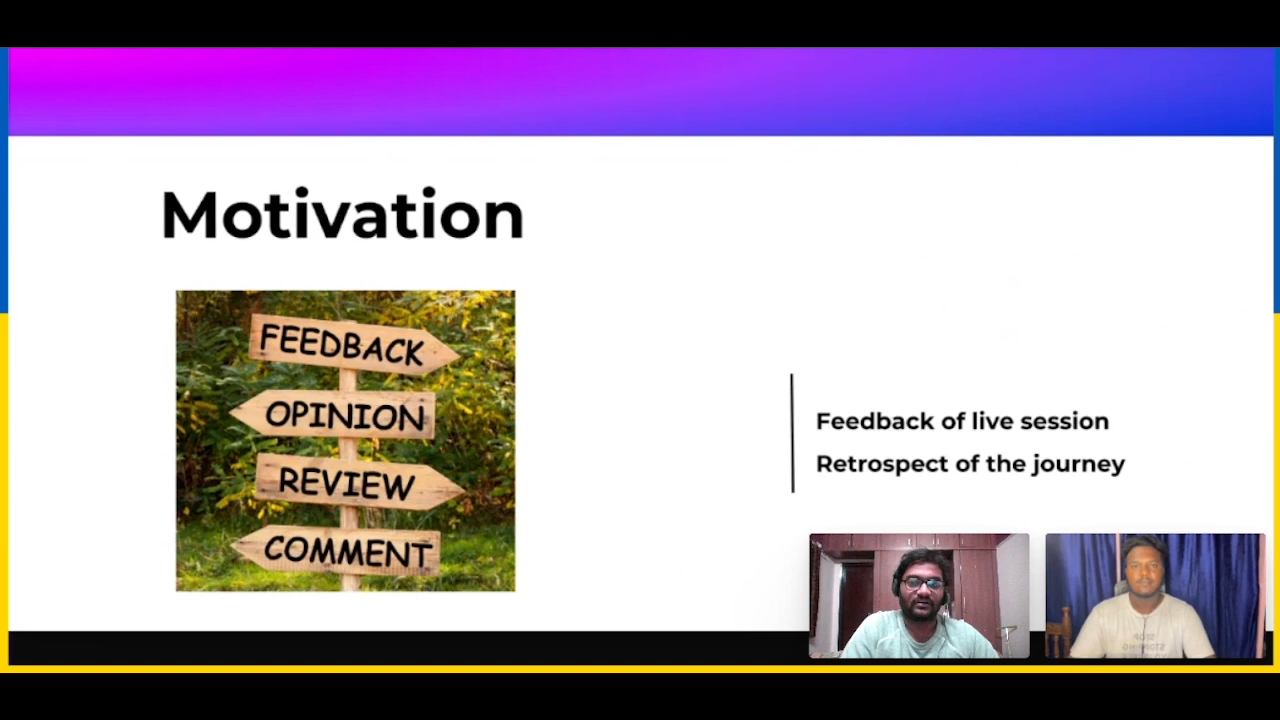 Motivation
FEEDBACK
OPINION
REVIEW
COMMENT
Feedback of live session
Retrospect of the journey